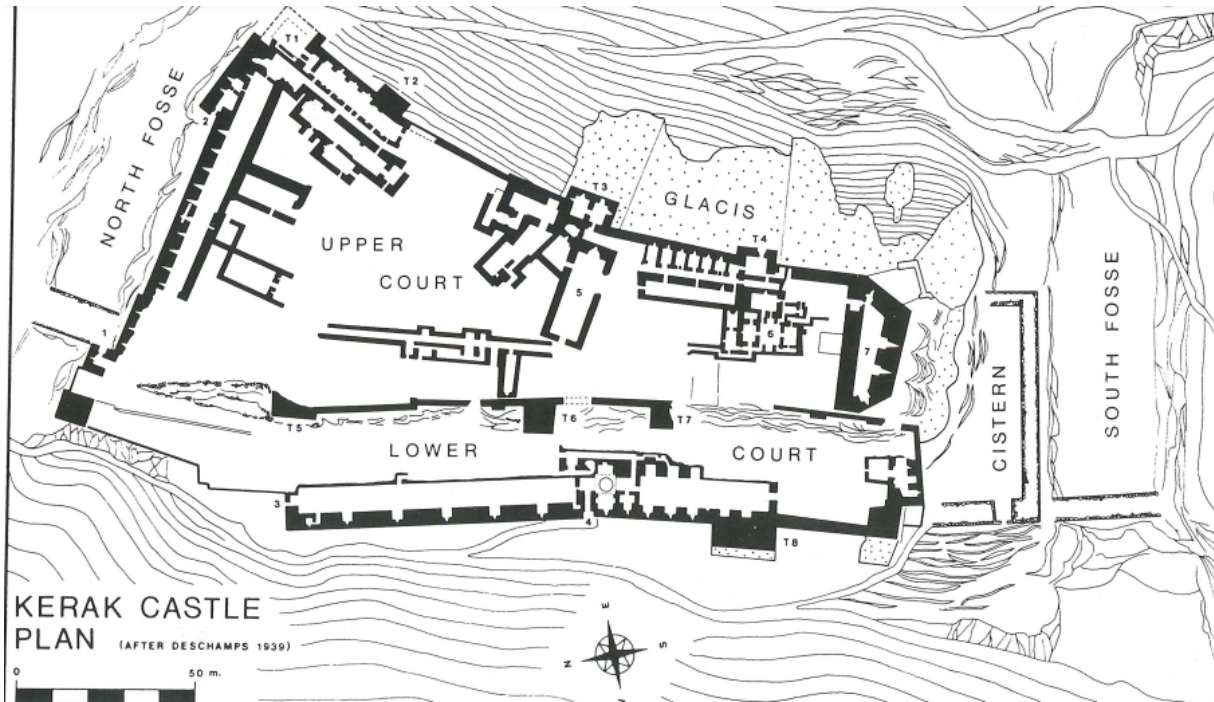 T1
T2
NORTH FOSSE
2
T3
GLACIS
T4
UPPER
COURT
5
6
7
1
T5
T6
T7
LOWER
COURT
CISTERN
SOUTH FOSSE
3
4
T8
KERAK CASTLE
PLAN (AFTER DESCHAMPS 1939)
0 50 m.
E
N
S